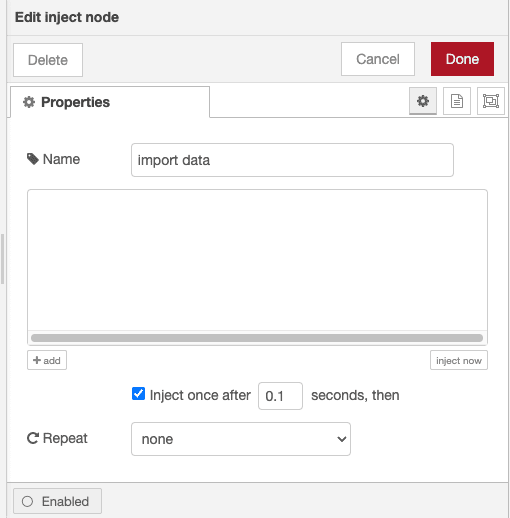 Edit inject node
Delete
Cancel
Done
Properties
Name
import data
add
inject now
Inject once after 0.1 seconds, then
Repeat
none
Enabled